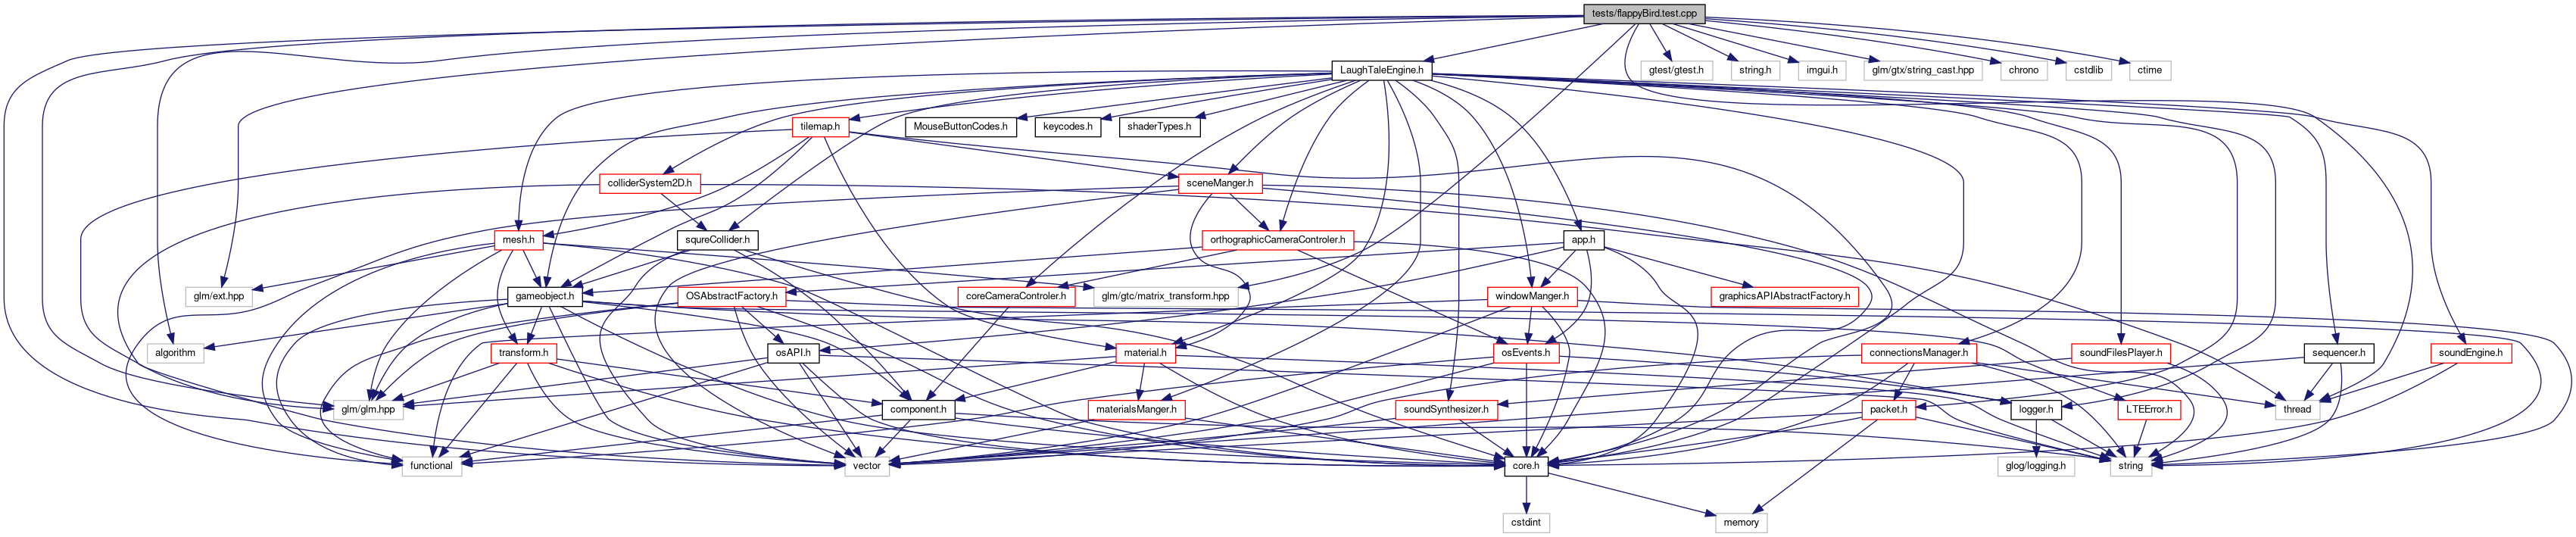 tests/flappyBird.test.cpp
LaughTaleEngine.h
gtest/gtest.h
string.h
imgui.h
glm/gtx/string_cast.hpp
chrono
cstdlib
ctime
tilemap.h
MouseButtonCodes.h
keycodes.h
shaderTypes.h
colliderSystem2D.h
sceneManger.h
mesh.h
squreCollider.h
orthographicCameraControler.h
app.h
glm/ext.hpp
gameobject.h
OSAbstractFactory.h
coreCameraControler.h
glm/gtc/matrix_transform.hpp
windowManger.h
graphicsAPIAbstractFactory.h
algorithm
transform.h
osAPI.h
material.h
osEvents.h
connectionsManager.h
soundFilesPlayer.h
sequencer.h
soundEngine.h
glm/glm.hpp
component.h
materialsManger.h
soundSynthesizer.h
packet.h
logger.h
LTEError.h
thread
functional
vector
core.h
glog/logging.h
string
cstdint
memory